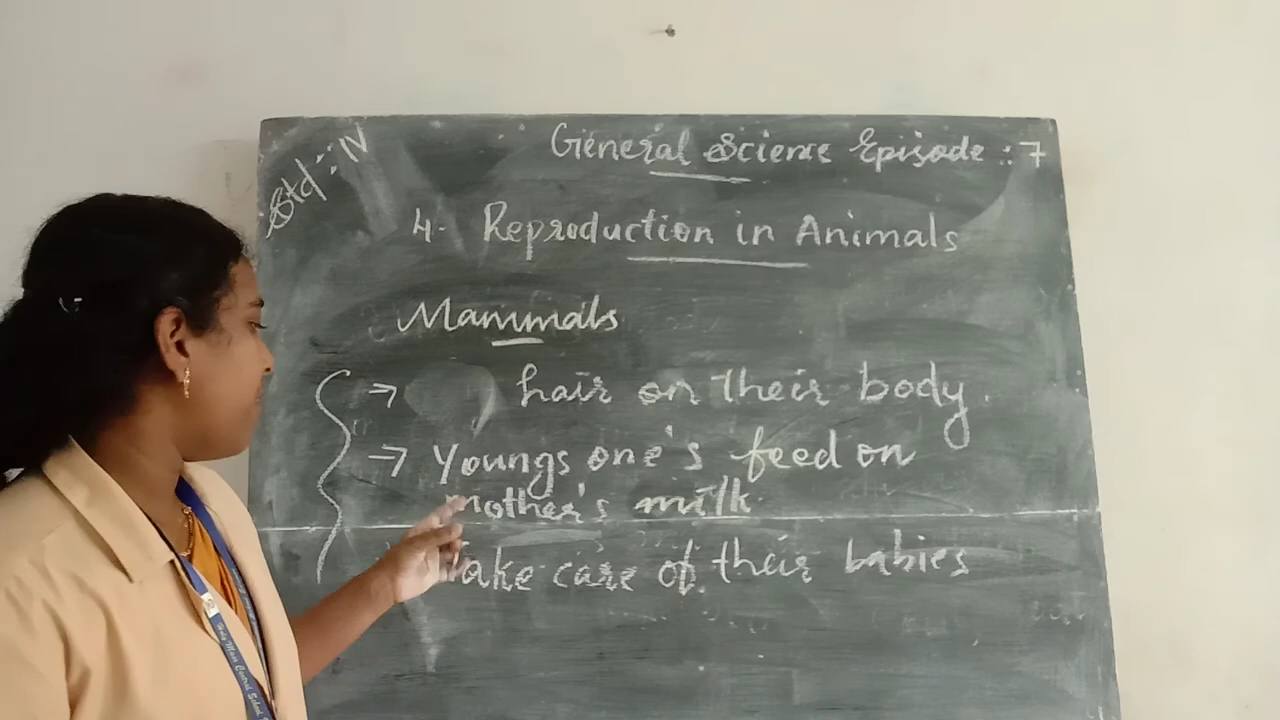 Std : IV
General Science Episode : 7
4. Reproduction in Animals
Mammals
→ hair on their body.
→ Youngs one's feed on
mother's milk
Take care of their babies